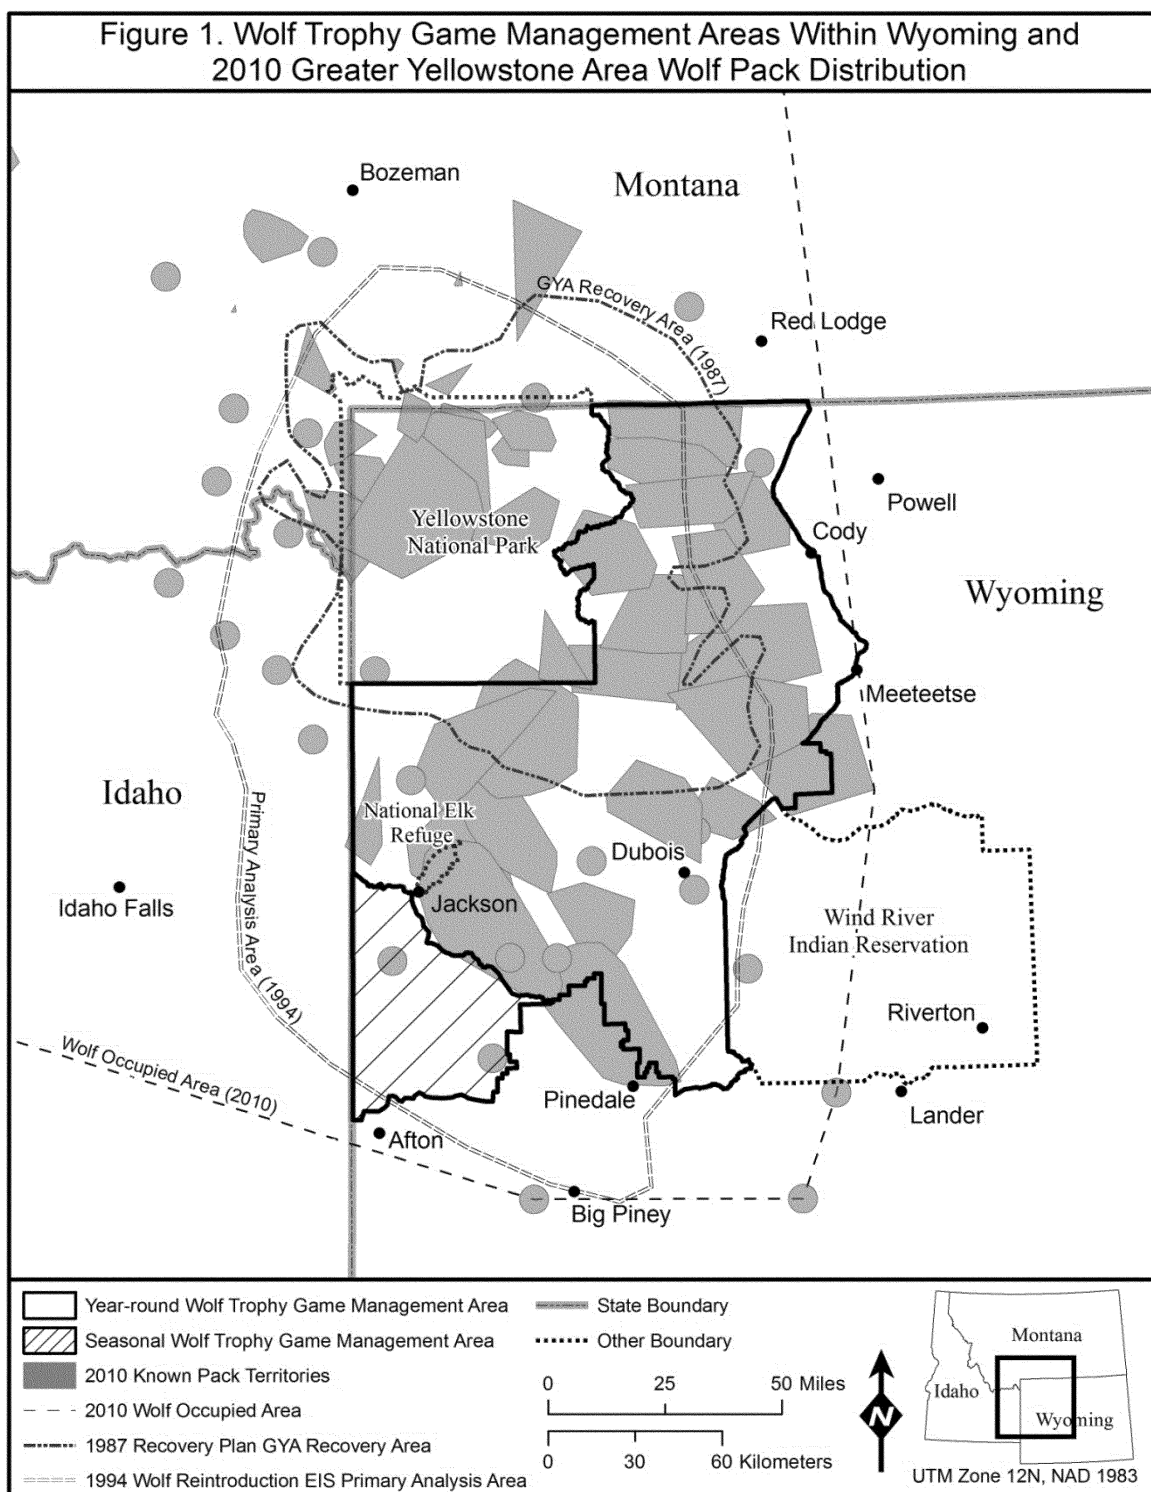 Figure 1. Wolf Trophy Game Management Areas Within Wyoming and
2010 Greater Yellowstone Area Wolf Pack Distribution
Bozeman
Montana
GYA Recovery Area (1987)
Red Lodge
Powell
Yellowstone
National Park
Cody
Wyoming
Meeteetse
Idaho
Primary Analysis Area (1994)
National Elk
Refuge
Dubois
Idaho Falls
Jackson
Wind River
Indian Reservation
Riverton
Wolf Occupied Area (2010)
Pinedale
Lander
Afton
Big Piney
Year-round Wolf Trophy Game Management Area
Seasonal Wolf Trophy Game Management Area
2010 Known Pack Territories
2010 Wolf Occupied Area
1987 Recovery Plan GYA Recovery Area
1994 Wolf Reintroduction EIS Primary Analysis Area
State Boundary
Other Boundary
0 25 50 Miles
0 30 60 Kilometers
N
Montana
Idaho
Wyoming
UTM Zone 12N, NAD 1983